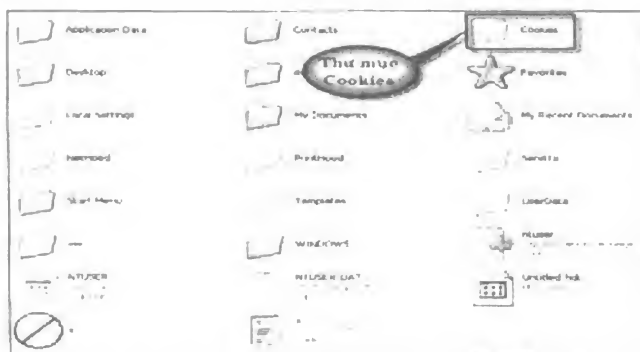 Application Data
Contacts
Cookies
Thư mục
Cookies
Desktop
Favorites
Local Settings
My Documents
My Recent Documents
NetHood
PrintHood
SendTo
Start Menu
Templates
UserData
WINDOWS
ntuser
NTUSER
NTUSER.DAT
Untitled